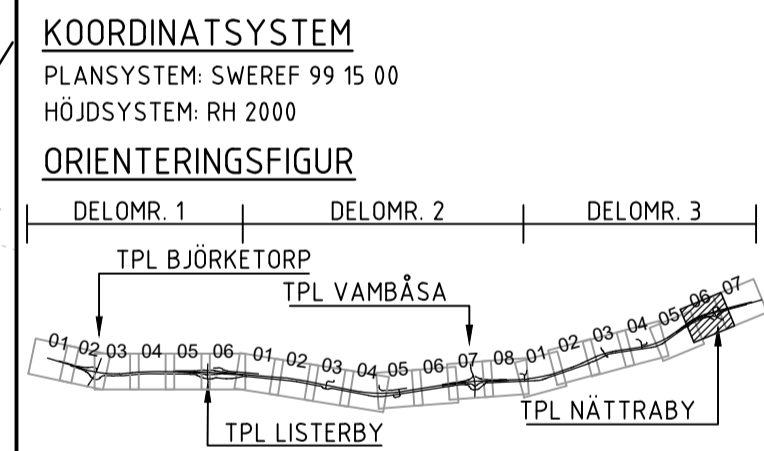 KOORDINATSYSTEM
PLANSYSTEM: SWEREF 99 15 00
HÖJDSYSTEM: RH 2000
ORIENTERINGSFIGUR
DELOMR. 1 DELOMR. 2 DELOMR. 3
TPL BJÖRKETORP
TPL VAMBÅSA
01 02 03 04 05 06 01 02 03 04 05 06 07 08 01 02 03 04 05 06 07
TPL NÄTTRABY
TPL LISTERBY